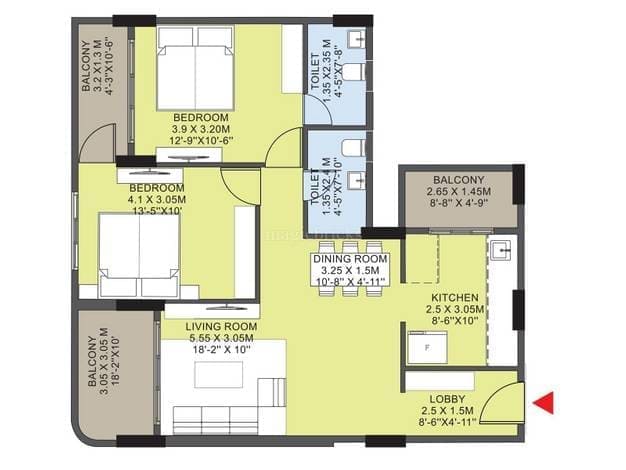 BALCONY
3.2 X 1.3 M
4'-3"X10'-6"
BEDROOM
3.9 X 3.20M
12'-9"X10'-6"
TOILET
1.35 X2.35 M
4'-5"X7'-8"
BEDROOM
4.1 X 3.05M
13'-5"X10'
TOILET
1.35 X2.4 M
4'-5"X7'-10"
BALCONY
2.65 X 1.45M
8'-8" X 4'-9"
DINING ROOM
3.25 X 1.5M
10'-8" X 4'-11"
KITCHEN
2.5 X 3.05M
8'-6"X10"
F
BALCONY
3.05 X 3.05 M
18'-2"X10'
LIVING ROOM
5.55 X 3.05M
18'-2" X 10"
LOBBY
2.5 X 1.5M
8'-6"X4'-11"
magicbricks